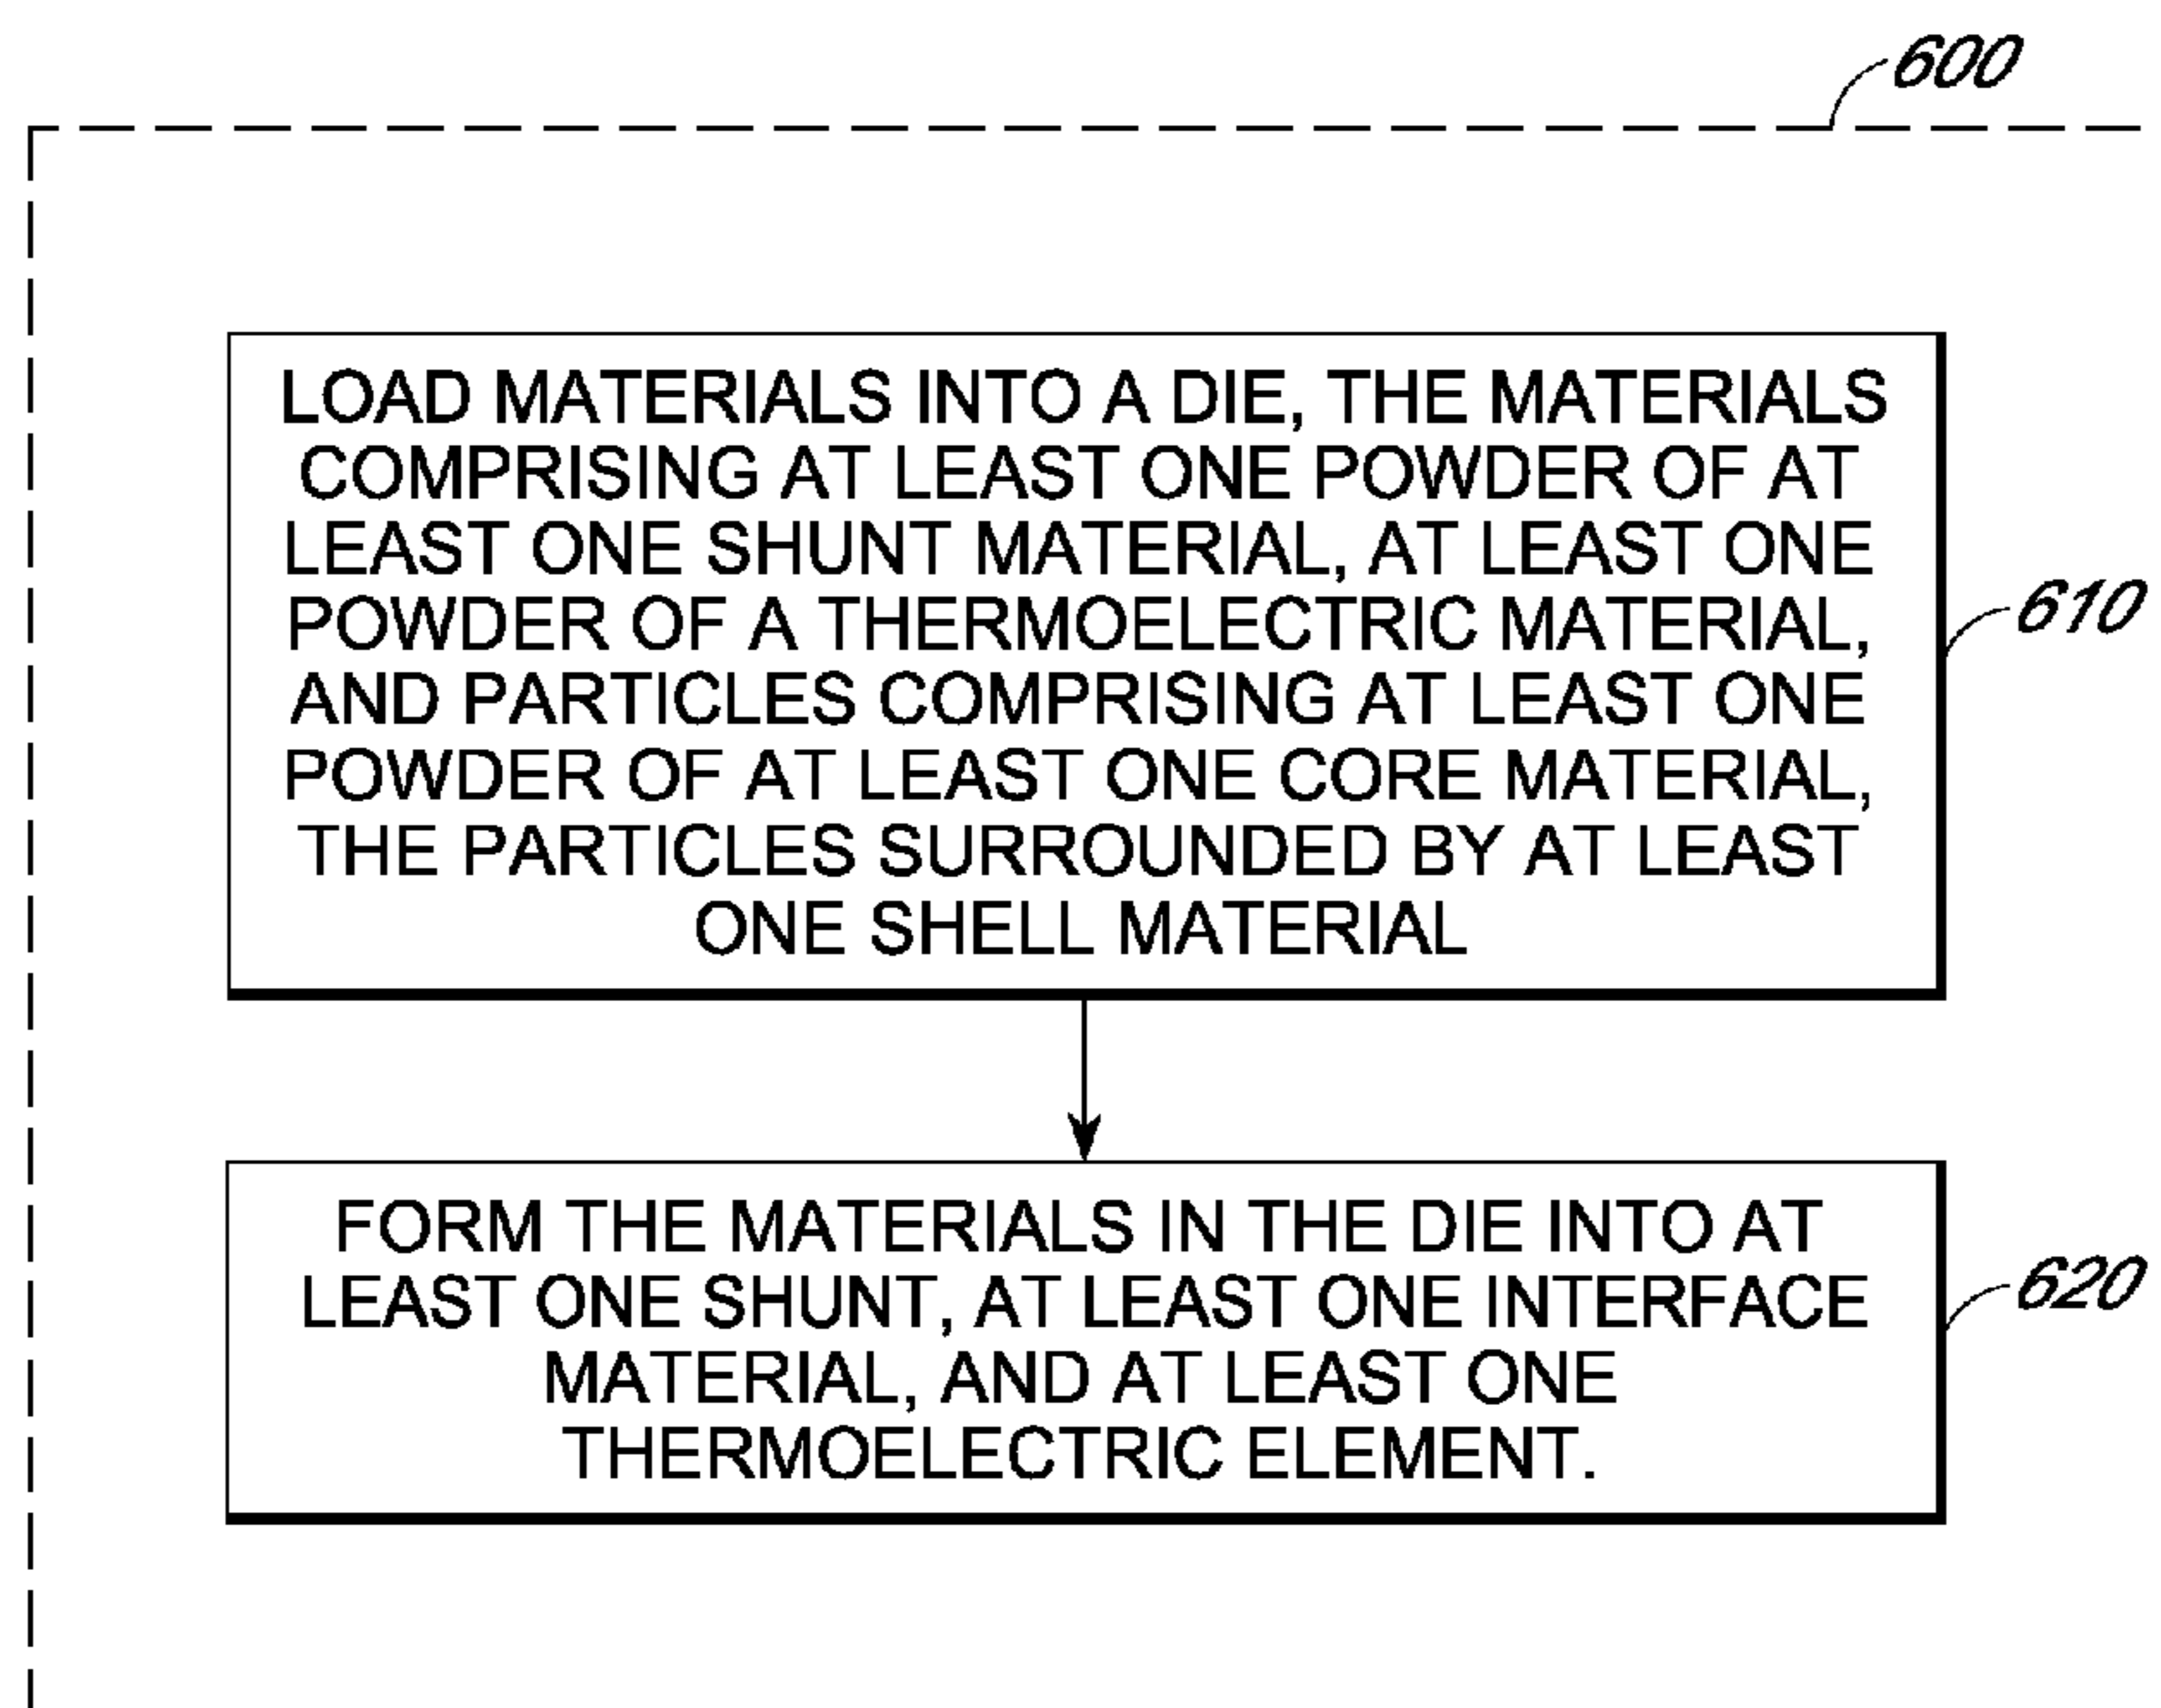 600
LOAD MATERIALS INTO A DIE, THE MATERIALS
COMPRISING AT LEAST ONE POWDER OF AT
LEAST ONE SHUNT MATERIAL, AT LEAST ONE
POWDER OF A THERMOELECTRIC MATERIAL,
AND PARTICLES COMPRISING AT LEAST ONE
POWDER OF AT LEAST ONE CORE MATERIAL,
THE PARTICLES SURROUNDED BY AT LEAST
ONE SHELL MATERIAL
610
FORM THE MATERIALS IN THE DIE INTO AT
LEAST ONE SHUNT, AT LEAST ONE INTERFACE
MATERIAL, AND AT LEAST ONE
THERMOELECTRIC ELEMENT.
620